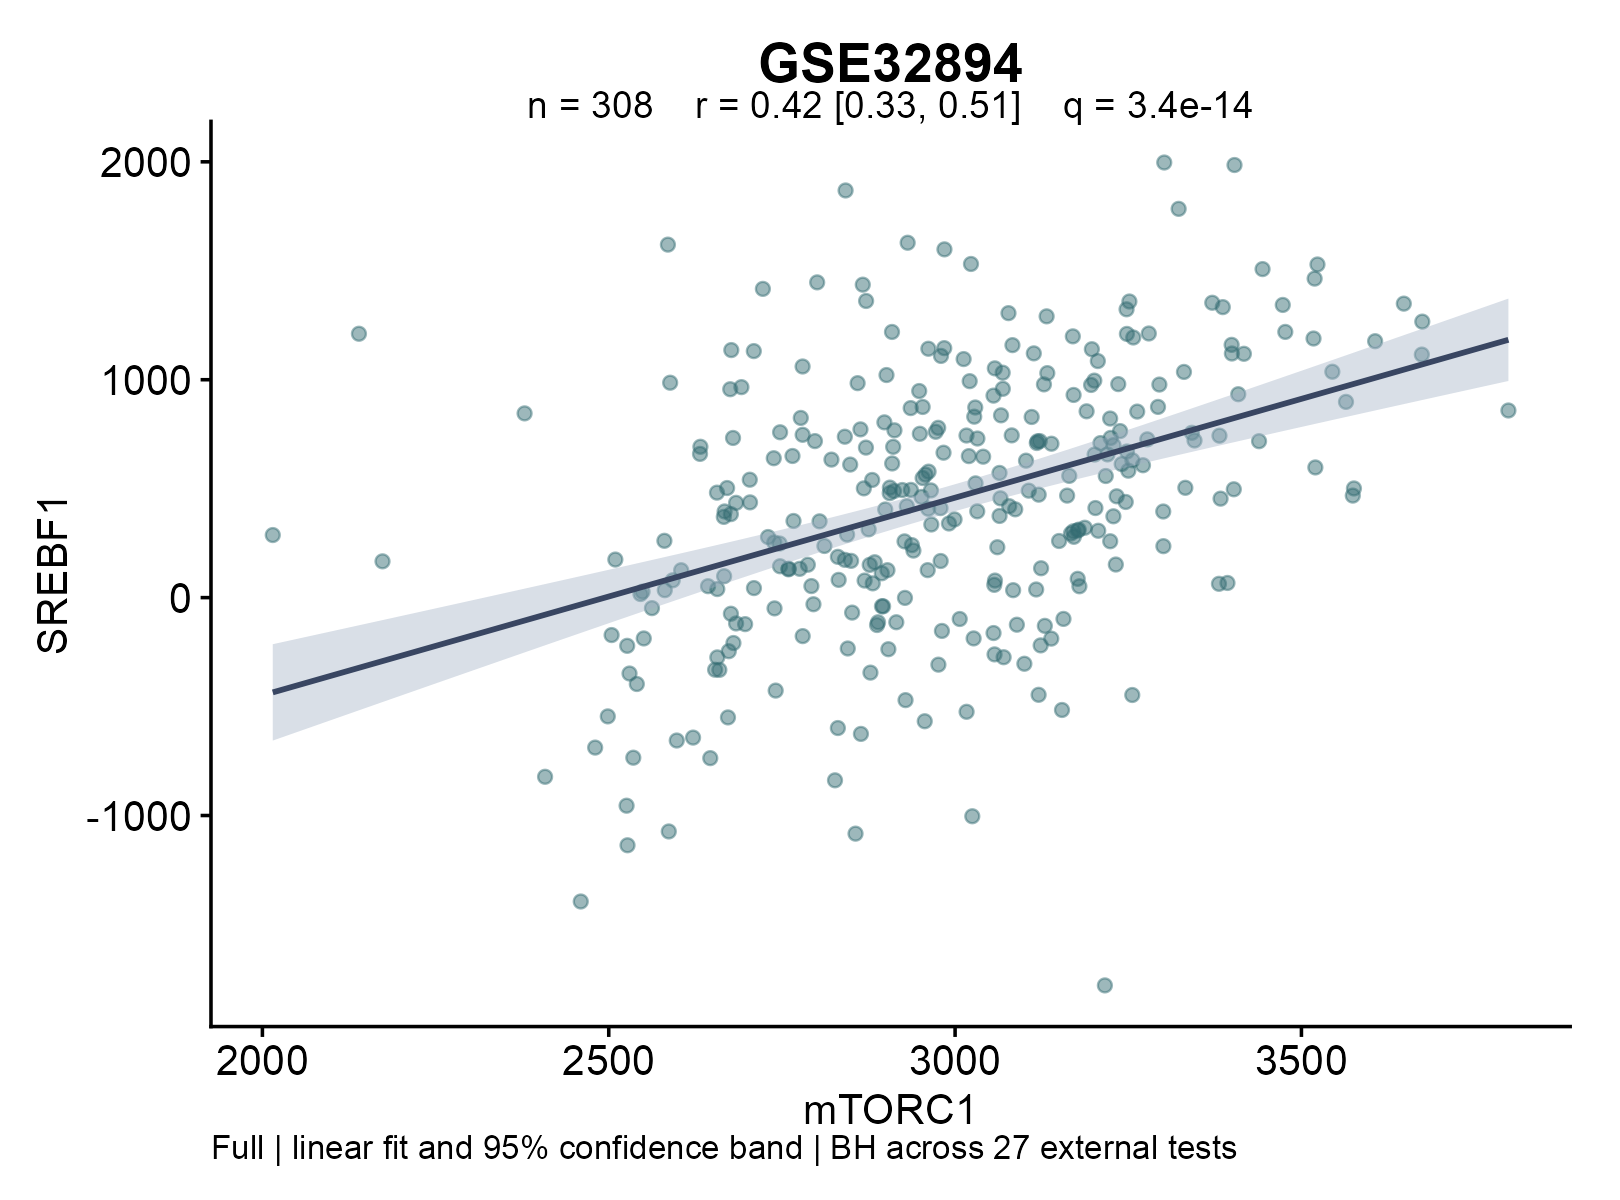 GSE32894
n = 308 r = 0.42 [0.33, 0.51] q = 3.4e-14
2000
1000
0
-1000
SREBF1
2000 2500 3000 3500
mTORC1
Full | linear fit and 95% confidence band | BH across 27 external tests